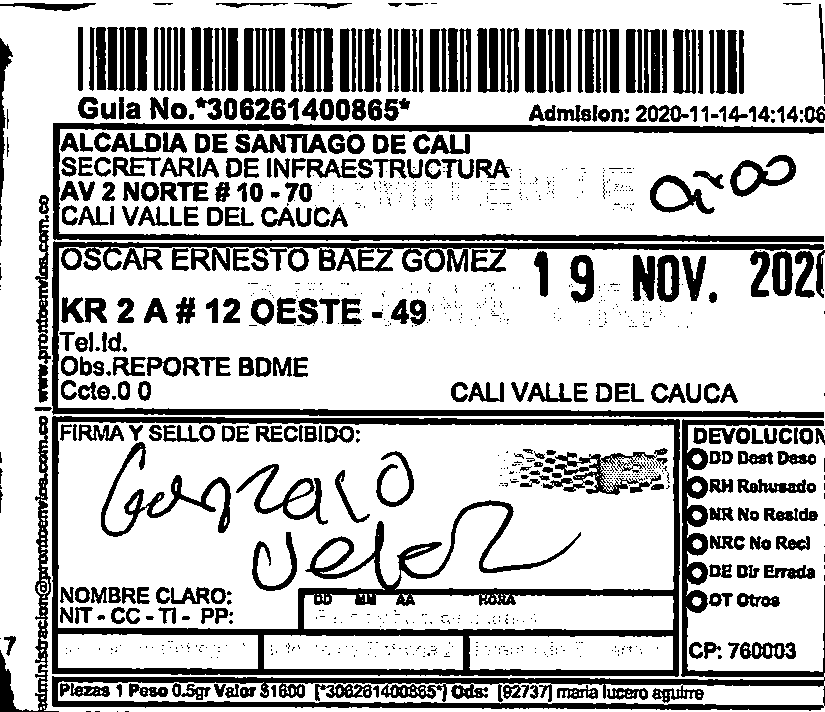 Guia No.*306261400865*
Admision: 2020-11-14-14:14:06
ALCALDIA DE SANTIAGO DE CALI
SECRETARIA DE INFRAESTRUCTURA
AV 2 NORTE # 10 - 70
CALI VALLE DEL CAUCA
OSCAR ERNESTO BAEZ GOMEZ
19 NOV. 2020
KR 2 A # 12 OESTE - 49
Tel.Id.
Obs.REPORTE BDME
Ccte.0 0
CALI VALLE DEL CAUCA
FIRMA Y SELLO DE RECIBIDO:
Gonzalo
Velez
NOMBRE CLARO:
NIT - CC - TI - PP:
DD MM AA HORA
DEVOLUCION
DD Dest Desc
RH Rehusado
NR No Reside
NRC No Reci
DE Dir Errada
OT Otros
CP: 760003
Piezas 1 Peso 0.5gr Valor $1600 [*306261400865*] Ods: [92737] maria lucero aguirre
administracion@prontoenvios.com.co | www.prontoenvios.com.co
7